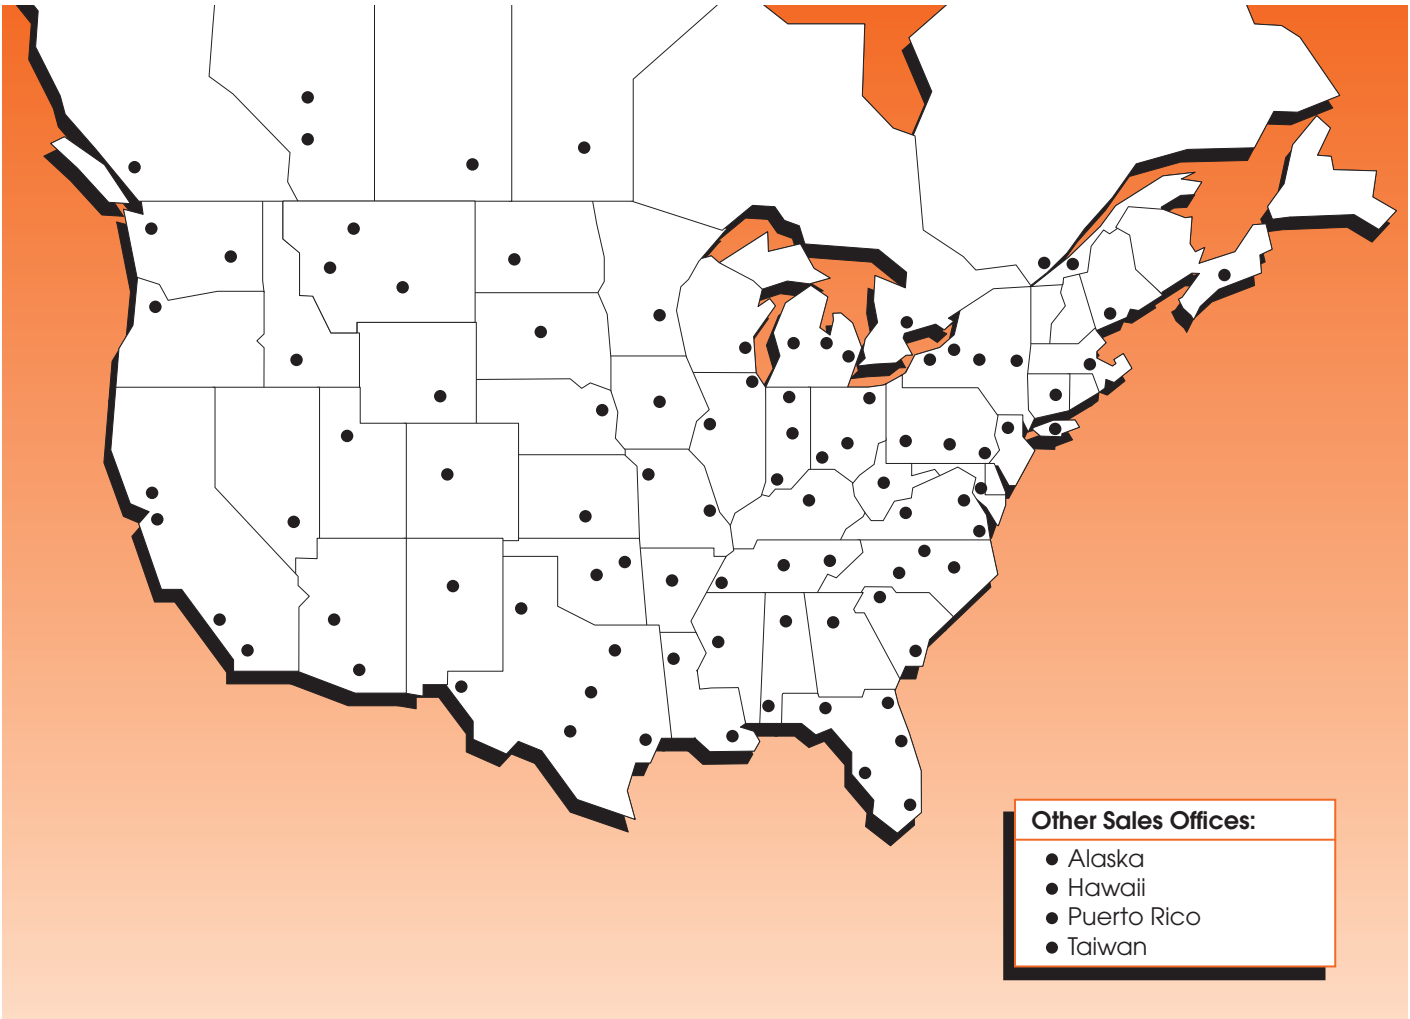 Other Sales Offices:
● Alaska
● Hawaii
● Puerto Rico
● Taiwan